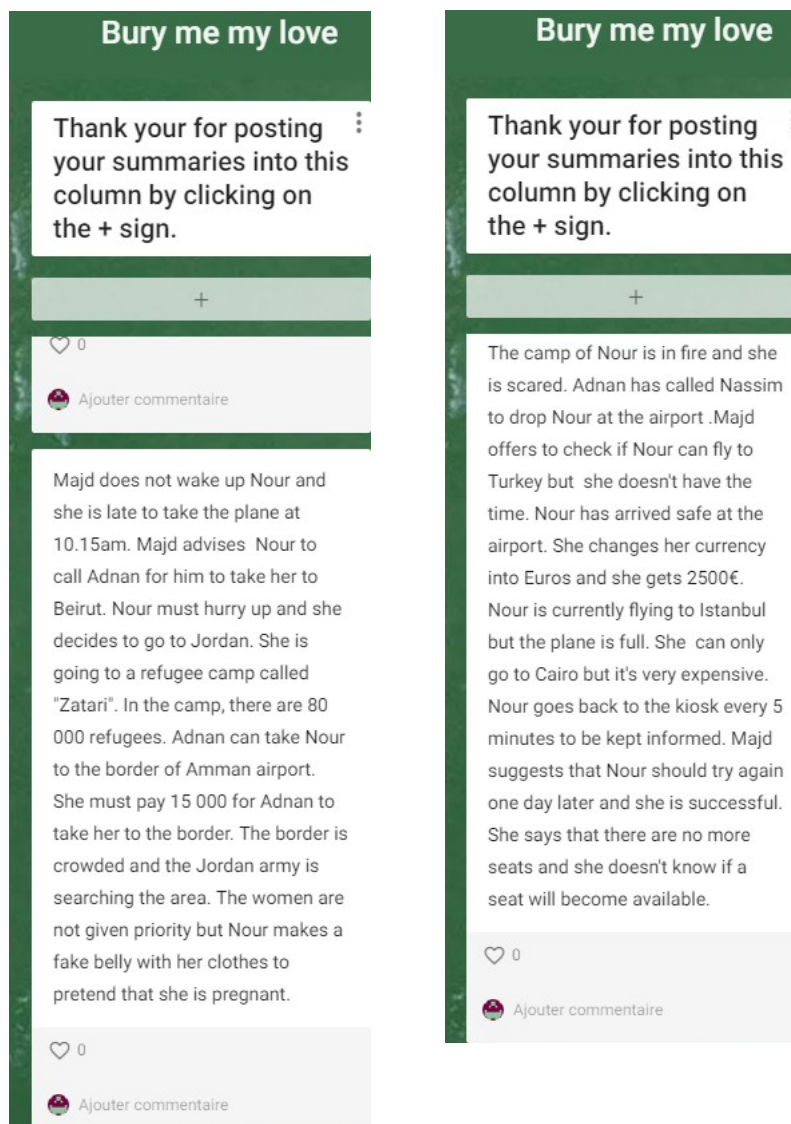 Bury me my love
Thank your for posting
your summaries into this
column by clicking on
the + sign.
+
0
Ajouter commentaire
Majd does not wake up Nour and
she is late to take the plane at
10.15am. Majd advises  Nour to
call Adnan for him to take her to
Beirut. Nour must hurry up and she
decides to go to Jordan. She is
going to a refugee camp called
"Zatari". In the camp, there are 80
000 refugees. Adnan can take Nour
to the border of Amman airport.
She must pay 15 000 for Adnan to
take her to the border. The border is
crowded and the Jordan army is
searching the area. The women are
not given priority but Nour makes a
fake belly with her clothes to
pretend that she is pregnant.
0
Ajouter commentaire
Bury me my love
Thank your for posting
your summaries into this
column by clicking on
the + sign.
+
The camp of Nour is in fire and she
is scared. Adnan has called Nassim
to drop Nour at the airport .Majd
offers to check if Nour can fly to
Turkey but  she doesn't have the
time. Nour has arrived safe at the
airport. She changes her currency
into Euros and she gets 2500€.
Nour is currently flying to Istanbul
but the plane is full. She  can only
go to Cairo but it's very expensive.
Nour goes back to the kiosk every 5
minutes to be kept informed. Majd
suggests that Nour should try again
one day later and she is successful.
She says that there are no more
seats and she doesn't know if a
seat will become available.
0
Ajouter commentaire